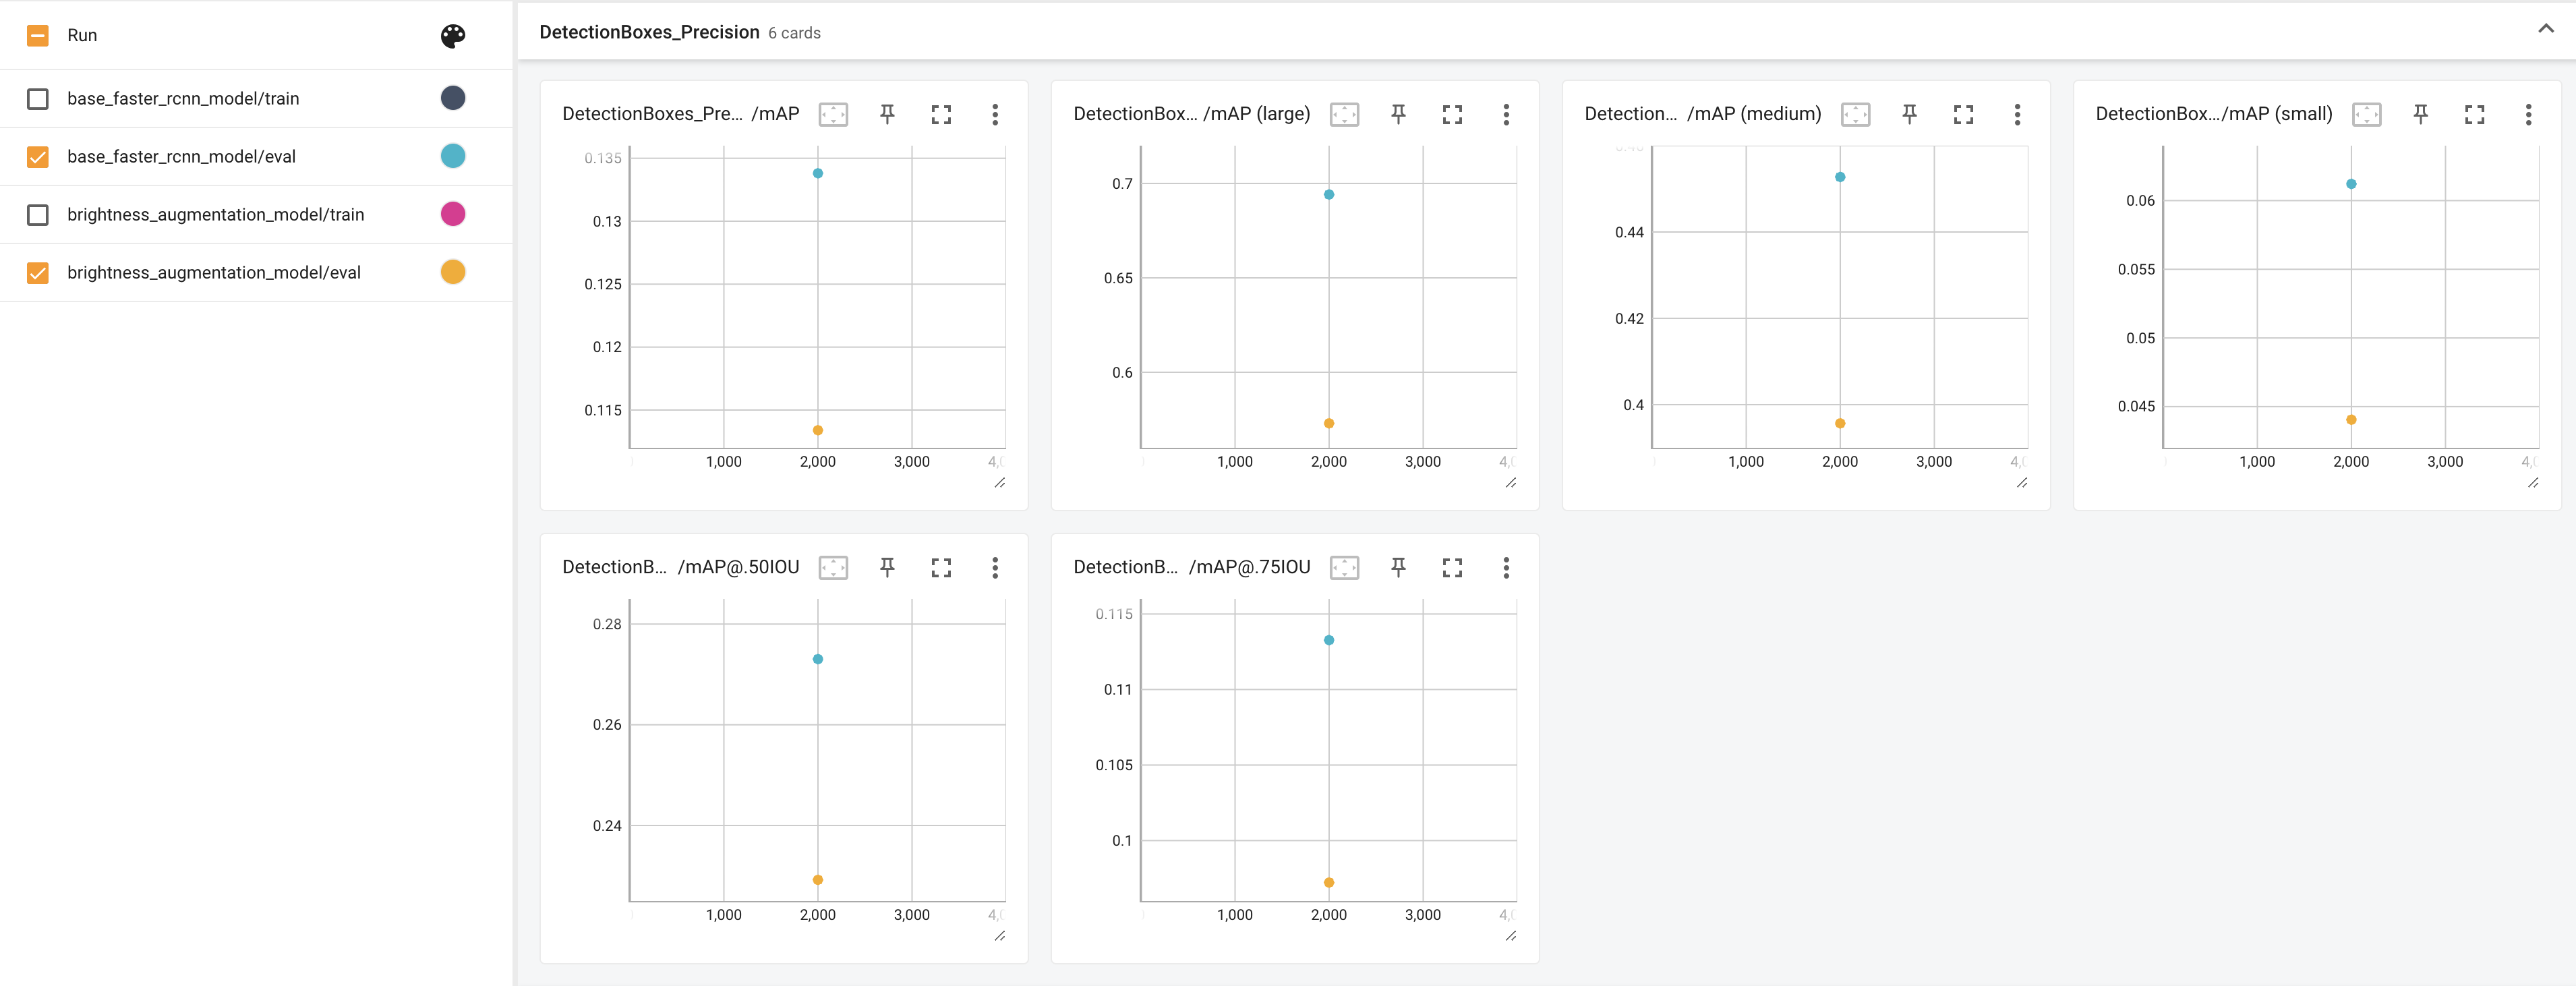 Run
base_faster_rcnn_model/train
base_faster_rcnn_model/eval
brightness_augmentation_model/train
brightness_augmentation_model/eval
DetectionBoxes_Precision 6 cards
DetectionBoxes_Pre... /mAP
0.135
0.13
0.125
0.12
0.115
1,000 2,000 3,000
DetectionBox... /mAP (large)
0.7
0.65
0.6
1,000 2,000 3,000
Detection... /mAP (medium)
0.44
0.42
0.4
1,000 2,000 3,000
DetectionBox.../mAP (small)
0.06
0.055
0.05
0.045
1,000 2,000 3,000
DetectionB... /mAP@.50IOU
0.28
0.26
0.24
1,000 2,000 3,000
DetectionB... /mAP@.75IOU
0.115
0.11
0.105
0.1
1,000 2,000 3,000